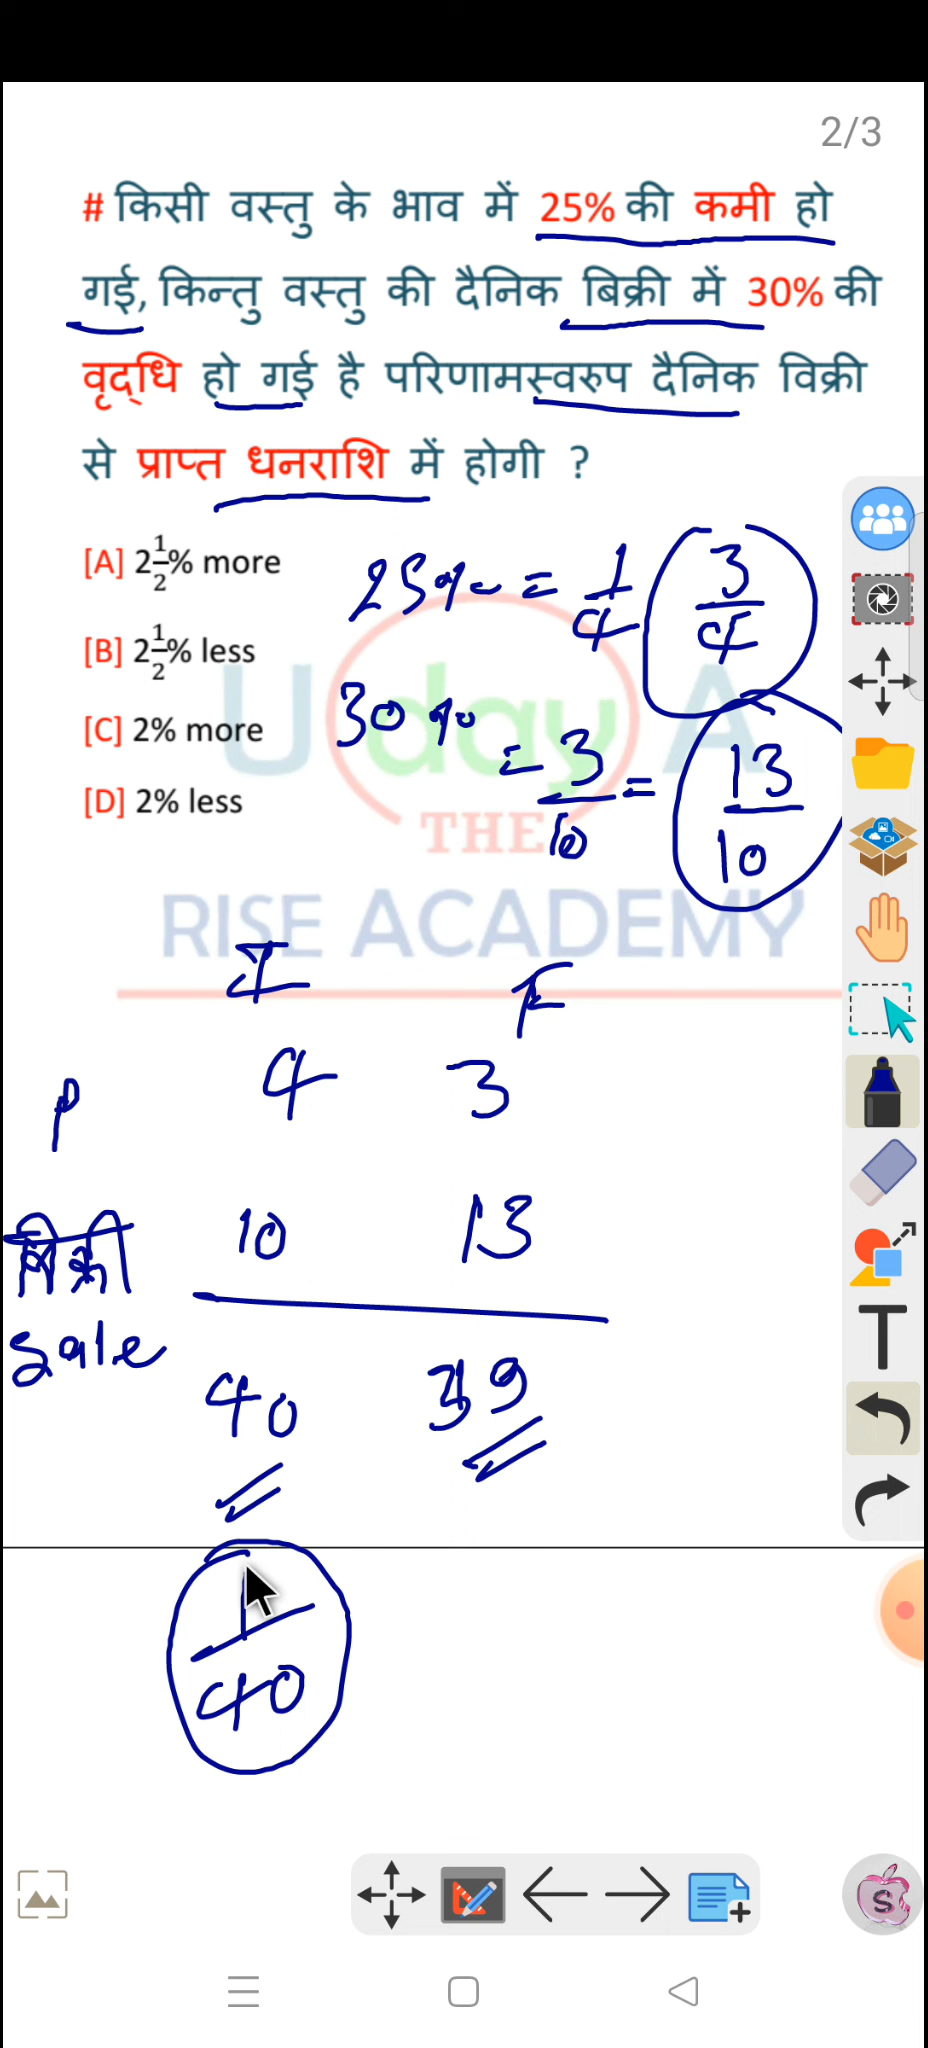 2/3
# किसी वस्तु के भाव में 25% की कमी हो
गई, किन्तु वस्तु की दैनिक बिक्री में 30% की
वृद्धि हो गई है परिणामस्वरुप दैनिक विक्री
से प्राप्त धनराशि में होगी ?
[A] 2½% more
[B] 2½% less
[C] 2% more
[D] 2% less
25% = 1/4 3/4
30% = 3/10 = 13/10
Uday A
THE
RISE ACADEMY
I F
P 4 3
बिक्री 10 13
Sale
40 39
1/40
T
S